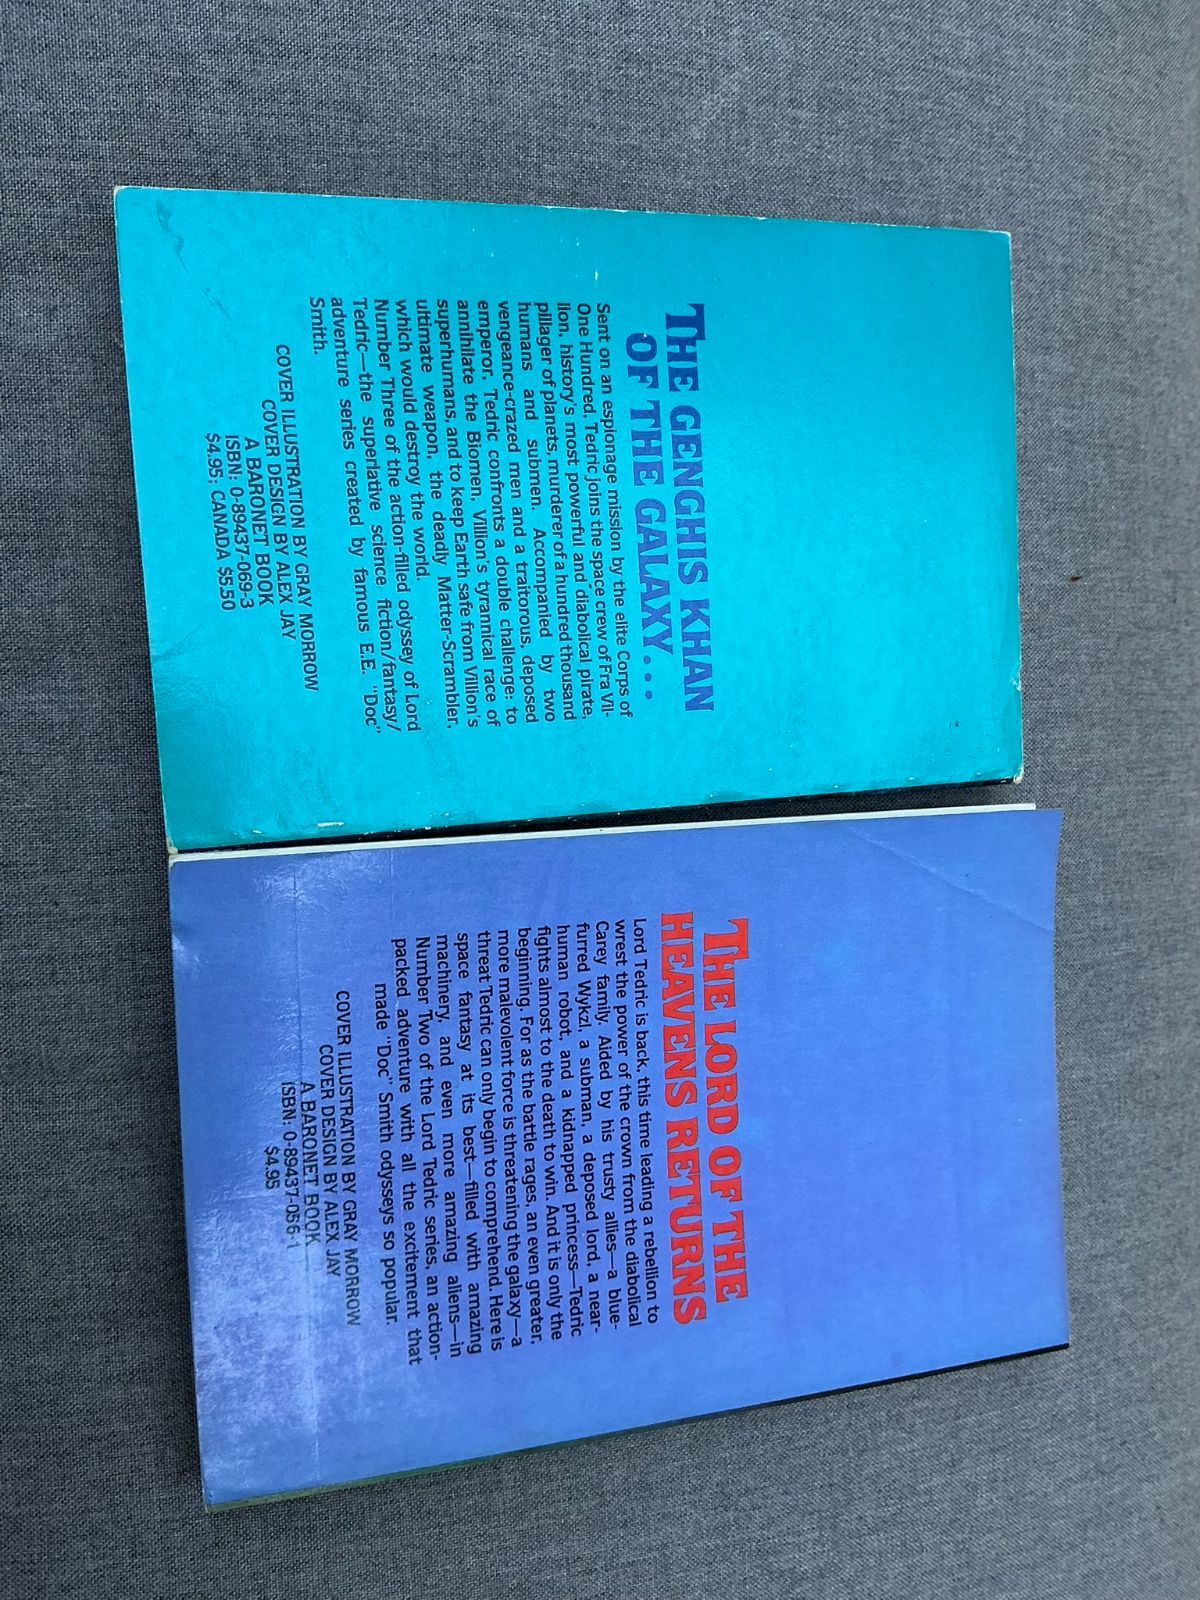 THE GENGHIS KHAN
OF THE GALAXY...
Sent on an espionage mission by the elite Corps of
One Hundred, Tedric joins the space crew of Fra Vil-
lion, history's most powerful and diabolical pirate,
pillager of planets, murderer of a hundred thousand
humans and submen. Accompanied by two
vengeance-crazed men and a traitorous, deposed
emperor, Tedric confronts a double challenge: to
annihilate the Biomen, Villion's tyrannical race of
superhumans, and to keep Earth safe from Villion's
ultimate weapon, the deadly Matter-Scrambler,
which would destroy the world.
Number Three of the action-filled odyssey of Lord
Tedric—the superlative science fiction/fantasy/
adventure series created by famous E.E. "Doc"
Smith.
COVER ILLUSTRATION BY GRAY MORROW
COVER DESIGN BY ALEX JAY
A BARONET BOOK
ISBN: 0-89437-069-3
$4.95; CANADA $5.50
THE LORD OF THE
HEAVENS RETURNS
Lord Tedric is back, this time leading a rebellion to
wrest the power of the crown from the diabolical
Carey family. Aided by his trusty allies—a blue-
furred Wykzl, a subman, a deposed lord, a near-
human robot, and a kidnapped princess—Tedric
fights almost to the death to win. And it is only the
beginning. For as the battle rages, an even greater,
more malevolent force is threatening the galaxy—a
threat Tedric can only begin to comprehend. Here is
space fantasy at its best—filled with amazing
machinery, and even more amazing aliens—in
Number Two of the Lord Tedric series, an action-
packed adventure with all the excitement that
made "Doc" Smith odysseys so popular.
COVER ILLUSTRATION BY GRAY MORROW
COVER DESIGN BY ALEX JAY
A BARONET BOOK
ISBN: 0-89437-056-1
$4.95